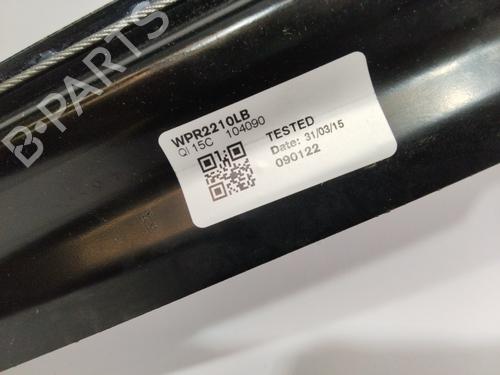 B-PARTS
WPR2210LB
QI 15C 104090
TESTED
Date: 31/03/15
090122